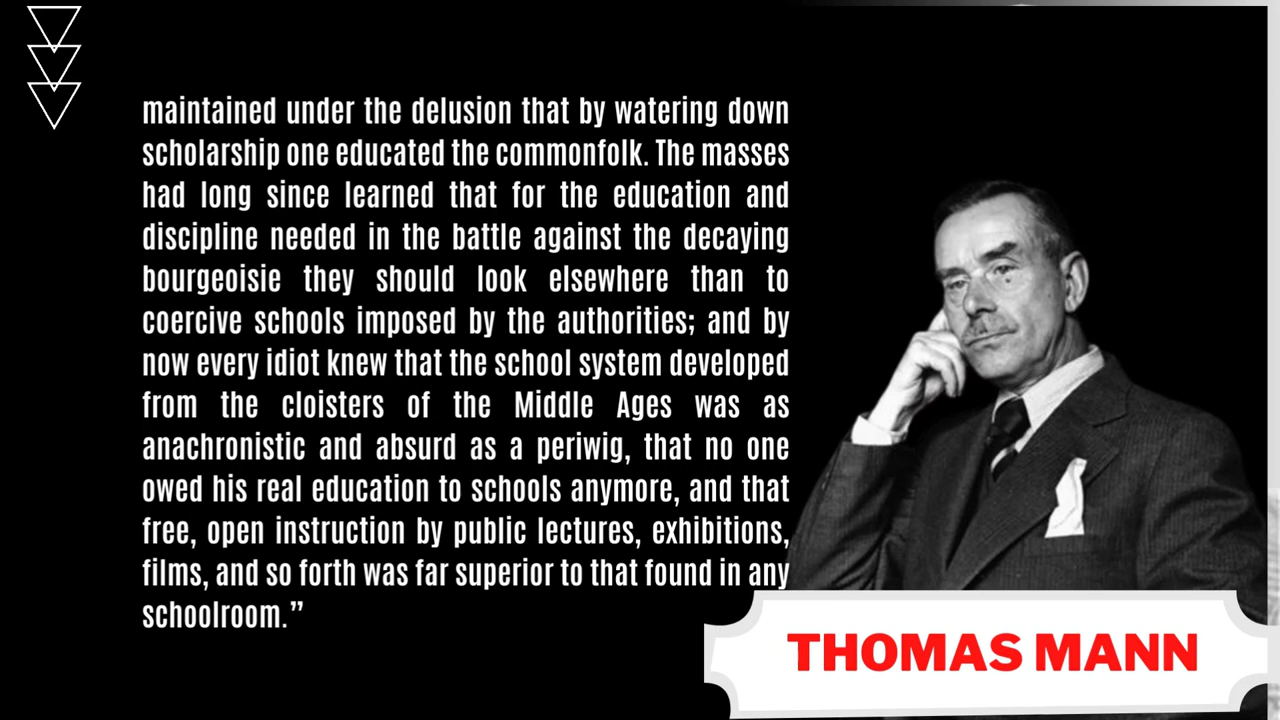 maintained under the delusion that by watering down
scholarship one educated the commonfolk. The masses
had long since learned that for the education and
discipline needed in the battle against the decaying
bourgeoisie they should look elsewhere than to
coercive schools imposed by the authorities; and by
now every idiot knew that the school system developed
from the cloisters of the Middle Ages was as
anachronistic and absurd as a periwig, that no one
owed his real education to schools anymore, and that
free, open instruction by public lectures, exhibitions,
films, and so forth was far superior to that found in any
schoolroom.”
THOMAS MANN